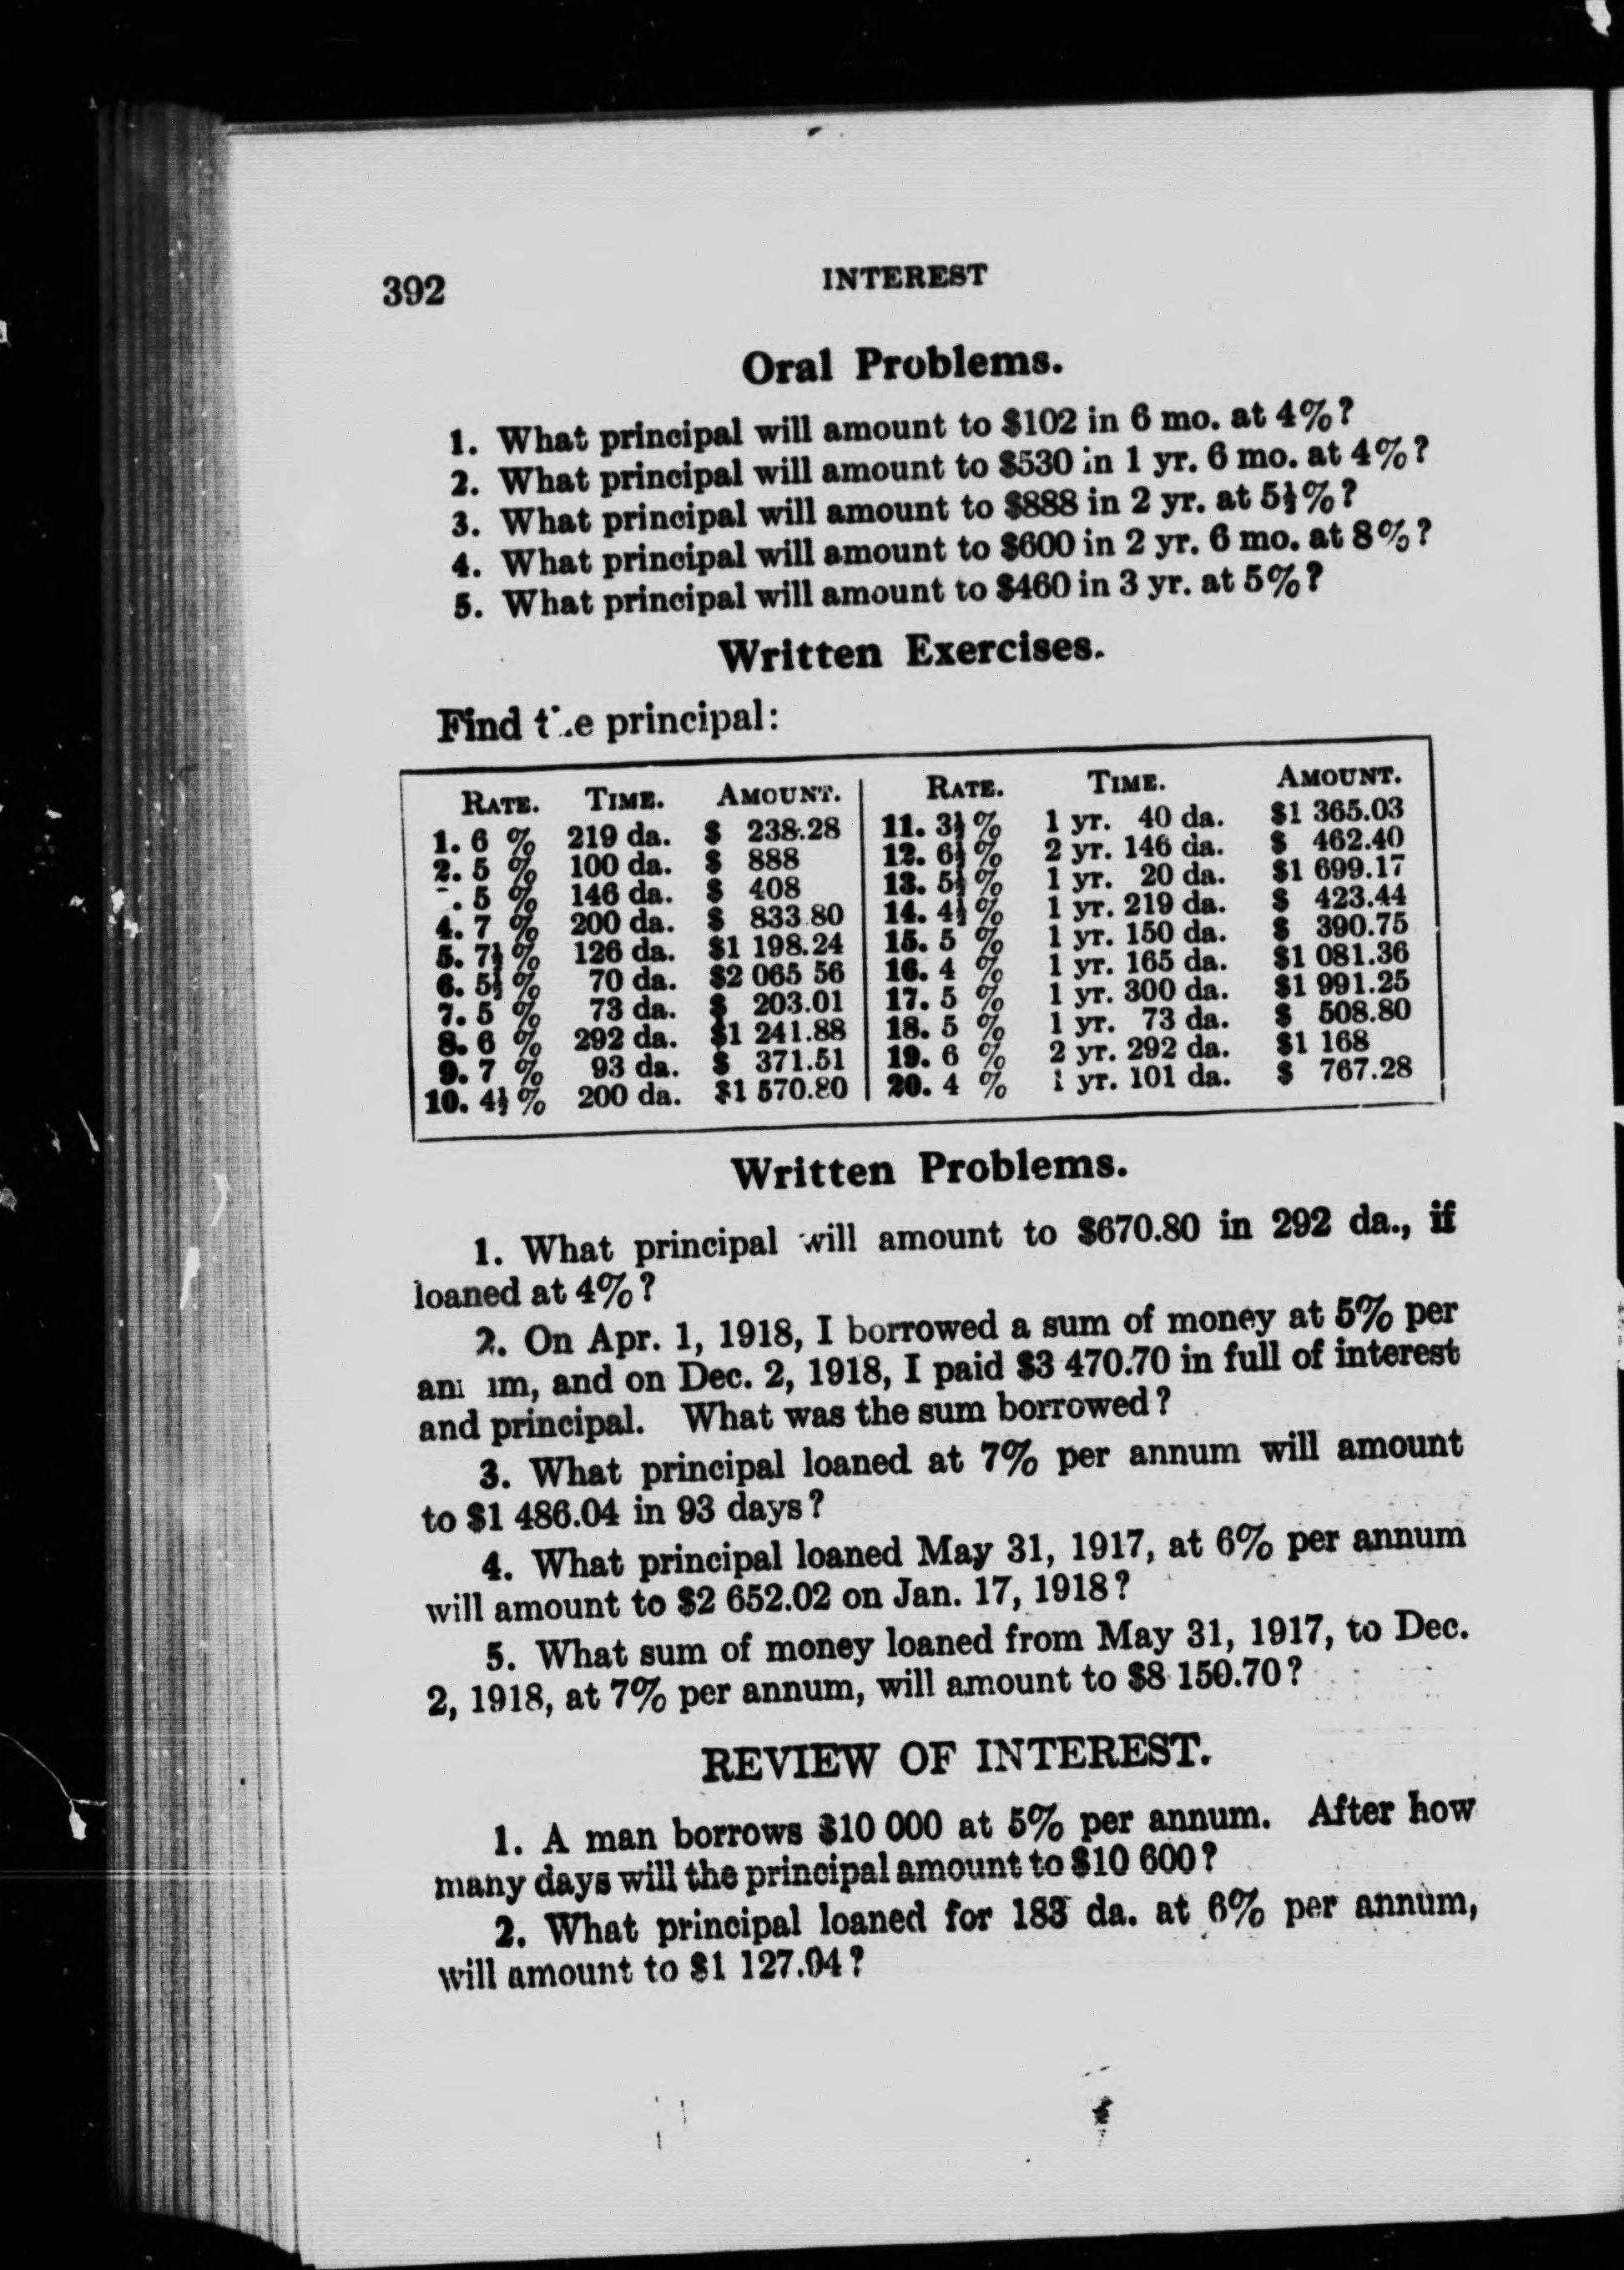 392
INTEREST
Oral Problems.
1. What principal will amount to $102 in 6 mo. at 4%?
2. What principal will amount to $530 in 1 yr. 6 mo. at 4%?
3. What principal will amount to $888 in 2 yr. at 5½%?
4. What principal will amount to $600 in 2 yr. 6 mo. at 8%?
5. What principal will amount to $460 in 3 yr. at 5%?
Written Exercises.
Find the principal:
RATE. TIME. AMOUNT. RATE. TIME. AMOUNT.
1. 6 % 219 da. $ 238.28 11. 3½% 1 yr. 40 da. $1 365.03
2. 5 % 100 da. $ 888 12. 6½% 2 yr. 146 da. $ 462.40
. 5 % 146 da. $ 408 13. 5½% 1 yr. 20 da. $1 699.17
4. 7 % 200 da. $ 833.80 14. 4½% 1 yr. 219 da. $ 423.44
5. 7½% 126 da. $1 198.24 15. 5 % 1 yr. 150 da. $ 390.75
6. 5½% 70 da. $2 065 56 16. 4 % 1 yr. 165 da. $1 081.36
7. 5 % 73 da. $ 203.01 17. 5 % 1 yr. 300 da. $1 991.25
8. 6 % 292 da. $1 241.88 18. 5 % 1 yr. 73 da. $ 508.80
9. 7 % 93 da. $ 371.51 19. 6 % 2 yr. 292 da. $1 168
10. 4½% 200 da. $1 570.80 20. 4 % 1 yr. 101 da. $ 767.28
Written Problems.
1. What principal will amount to $670.80 in 292 da., if
loaned at 4%?
2. On Apr. 1, 1918, I borrowed a sum of money at 5% per
annum, and on Dec. 2, 1918, I paid $3 470.70 in full of interest
and principal. What was the sum borrowed?
3. What principal loaned at 7% per annum will amount
to $1 486.04 in 93 days?
4. What principal loaned May 31, 1917, at 6% per annum
will amount to $2 652.02 on Jan. 17, 1918?
5. What sum of money loaned from May 31, 1917, to Dec.
2, 1918, at 7% per annum, will amount to $8 150.70?
REVIEW OF INTEREST.
1. A man borrows $10 000 at 5% per annum. After how
many days will the principal amount to $10 600?
2. What principal loaned for 183 da. at 6% per annum,
will amount to $1 127.04?